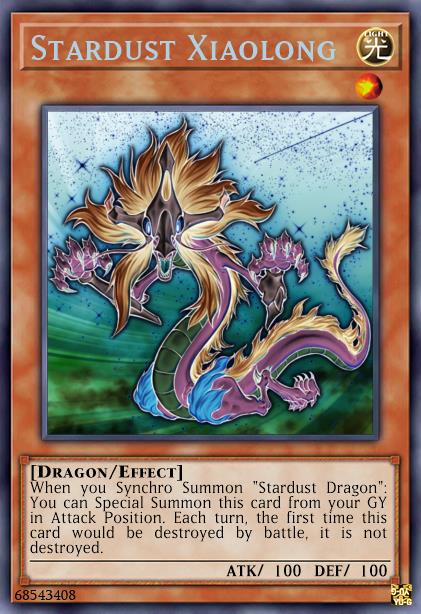 Stardust Xiaolong
LIGHT
光
[Dragon/Effect]
When you Synchro Summon "Stardust Dragon":
You can Special Summon this card from your GY
in Attack Position. Each turn, the first time this
card would be destroyed by battle, it is not
destroyed.
ATK/ 100 DEF/ 100
68543408